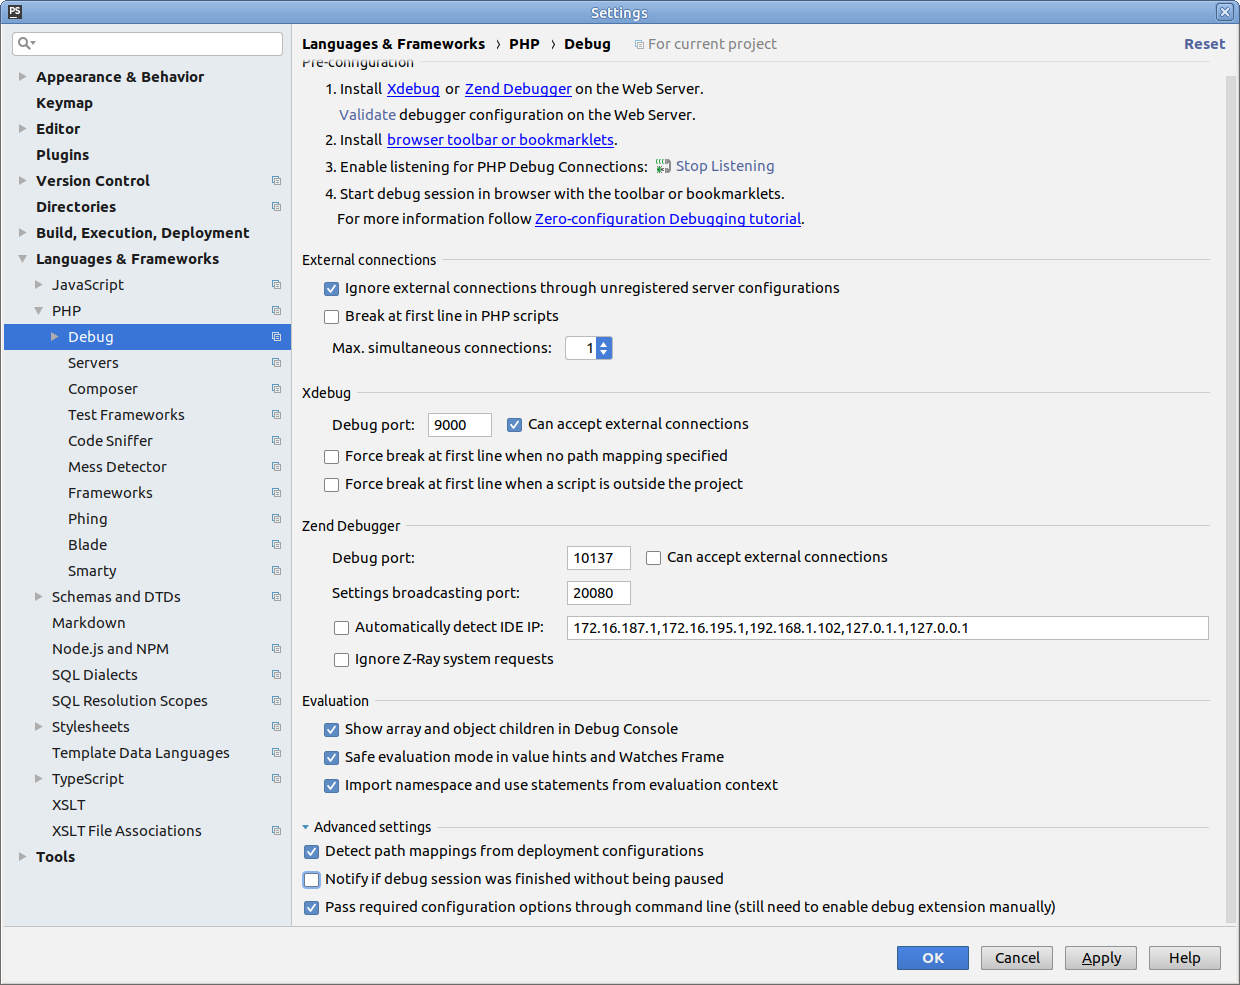 PS
Settings
Languages & Frameworks › PHP › Debug
For current project
Reset
Appearance & Behavior
Keymap
Editor
Plugins
Version Control
Directories
Build, Execution, Deployment
Languages & Frameworks
JavaScript
PHP
Debug
Servers
Composer
Test Frameworks
Code Sniffer
Mess Detector
Frameworks
Phing
Blade
Smarty
Schemas and DTDs
Markdown
Node.js and NPM
SQL Dialects
SQL Resolution Scopes
Stylesheets
Template Data Languages
TypeScript
XSLT
XSLT File Associations
Tools
Pre-configuration
1. Install Xdebug or Zend Debugger on the Web Server.
Validate debugger configuration on the Web Server.
2. Install browser toolbar or bookmarklets.
3. Enable listening for PHP Debug Connections: Stop Listening
4. Start debug session in browser with the toolbar or bookmarklets.
For more information follow Zero-configuration Debugging tutorial.
External connections
Ignore external connections through unregistered server configurations
Break at first line in PHP scripts
Max. simultaneous connections: 1
Xdebug
Debug port: 9000 Can accept external connections
Force break at first line when no path mapping specified
Force break at first line when a script is outside the project
Zend Debugger
Debug port: 10137 Can accept external connections
Settings broadcasting port: 20080
Automatically detect IDE IP: 172.16.187.1,172.16.195.1,192.168.1.102,127.0.1.1,127.0.0.1
Ignore Z-Ray system requests
Evaluation
Show array and object children in Debug Console
Safe evaluation mode in value hints and Watches Frame
Import namespace and use statements from evaluation context
Advanced settings
Detect path mappings from deployment configurations
Notify if debug session was finished without being paused
Pass required configuration options through command line (still need to enable debug extension manually)
OK
Cancel
Apply
Help